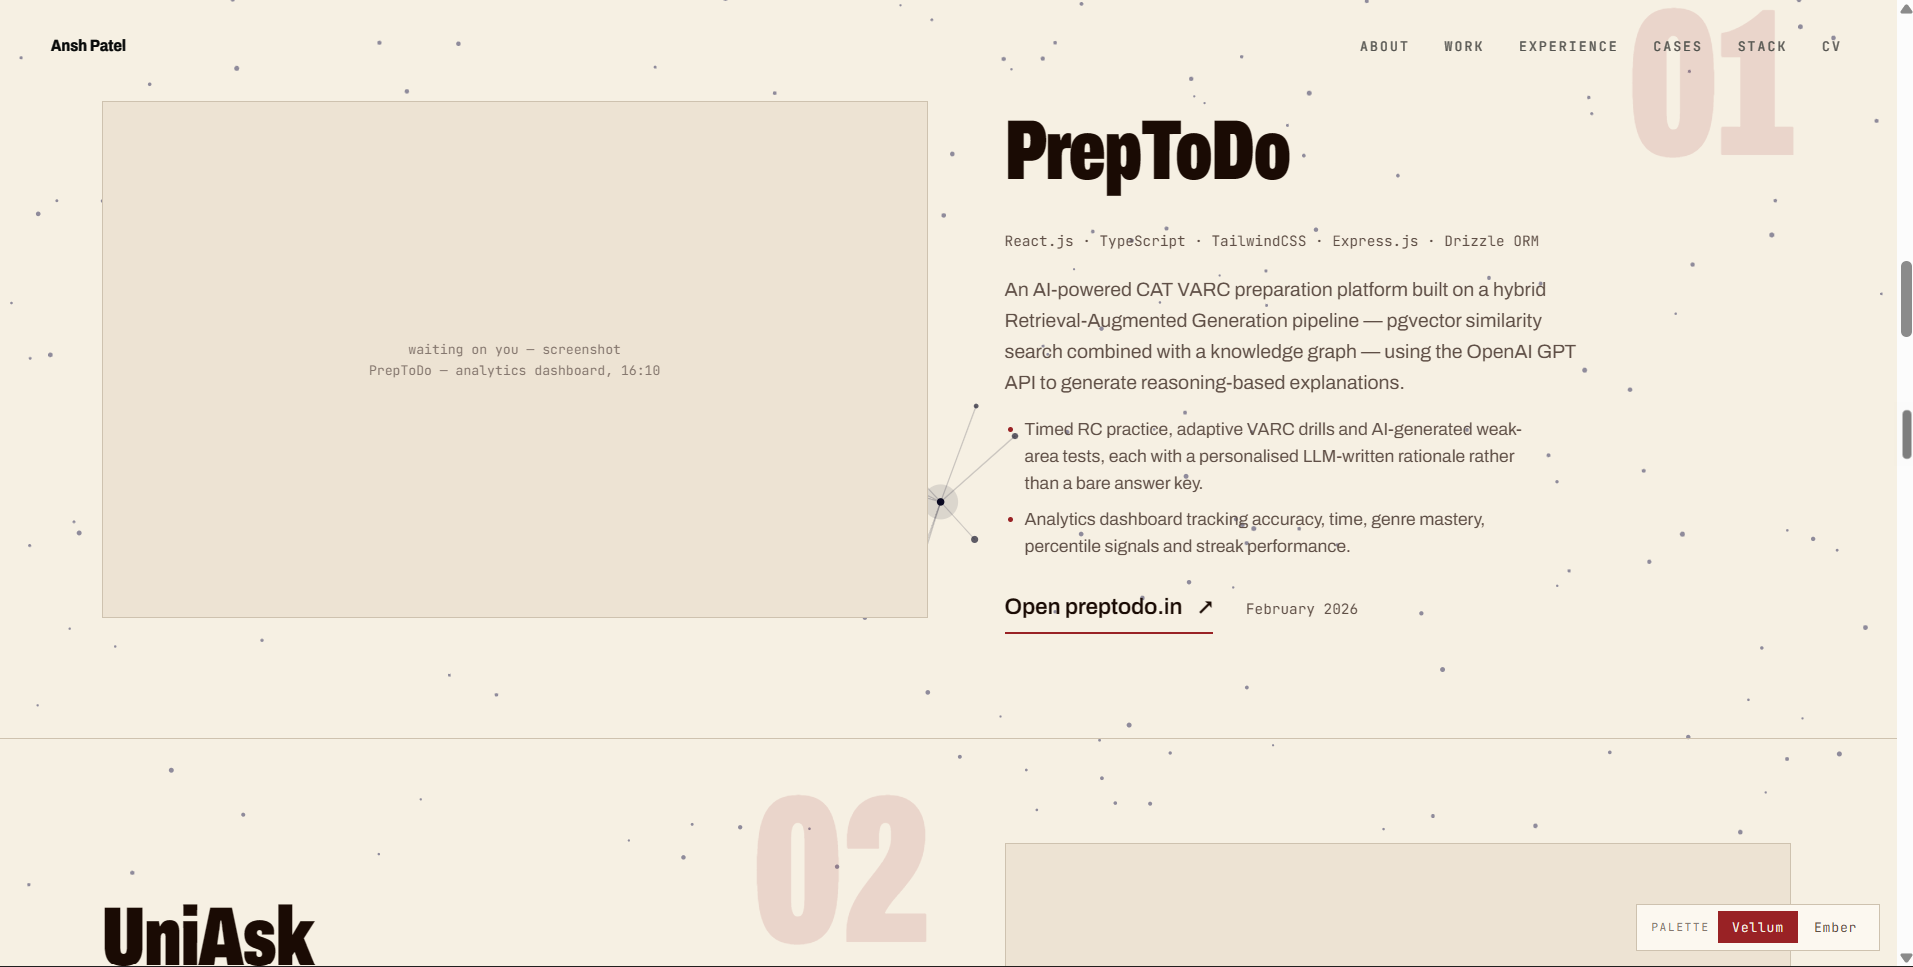 Ansh Patel
ABOUT WORK EXPERIENCE CASES STACK CV
01
waiting on you — screenshot
PrepToDo — analytics dashboard, 16:10
PrepToDo
React.js · TypeScript · TailwindCSS · Express.js · Drizzle ORM
An AI-powered CAT VARC preparation platform built on a hybrid
Retrieval-Augmented Generation pipeline — pgvector similarity
search combined with a knowledge graph — using the OpenAI GPT
API to generate reasoning-based explanations.
• Timed RC practice, adaptive VARC drills and AI-generated weak-
area tests, each with a personalised LLM-written rationale rather
than a bare answer key.
• Analytics dashboard tracking accuracy, time, genre mastery,
percentile signals and streak performance.
Open preptodo.in ↗ February 2026
02
UniAsk
PALETTE Vellum Ember